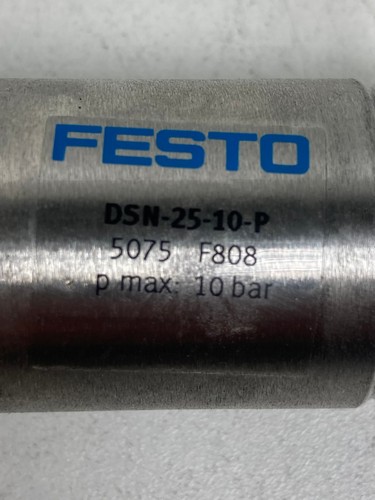 FESTO
DSN-25-10-P
5075 F808
p max: 10 bar